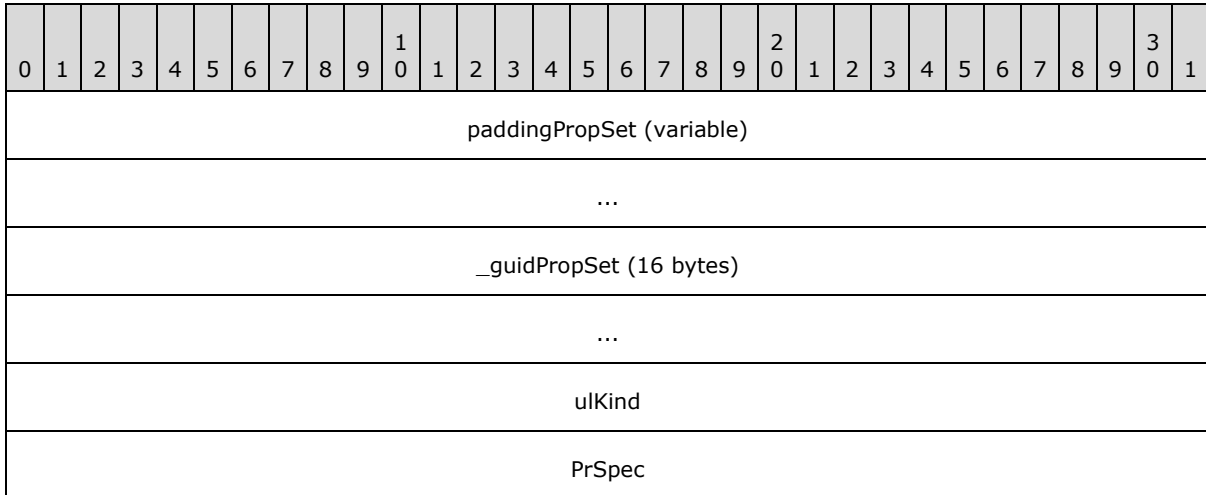 1 2 3
0 1 2 3 4 5 6 7 8 9 0 1 2 3 4 5 6 7 8 9 0 1 2 3 4 5 6 7 8 9 0 1
paddingPropSet (variable)
...
_guidPropSet (16 bytes)
...
ulKind
PrSpec